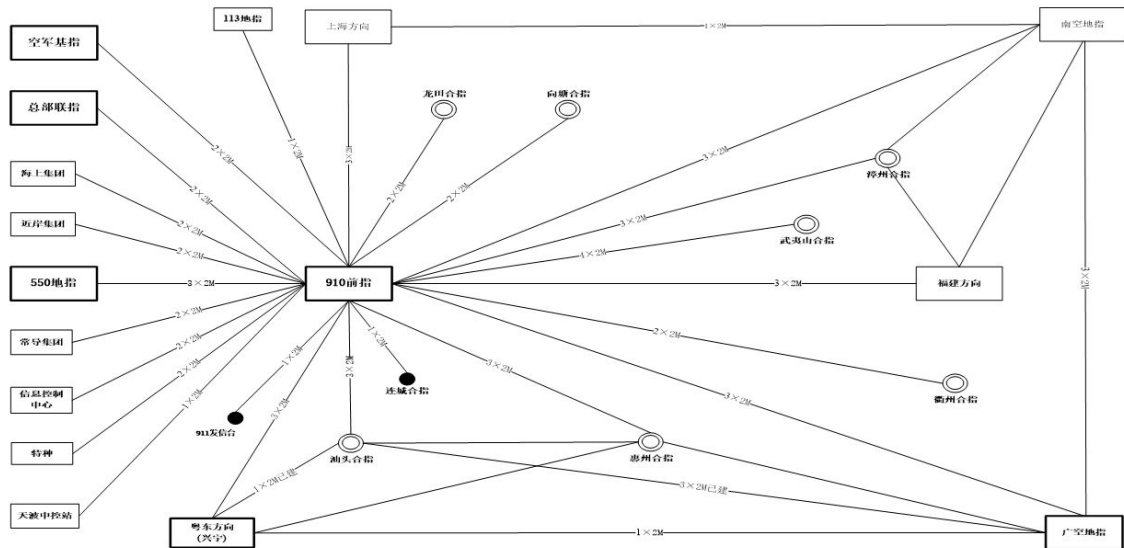 113地指
上海方向
南空地指
1×2M
空军基指
总部联指
龙田合指
向塘合指
2×2M
1×2M
3×2M
2×2M
2×2M
3×2M
漳州合指
海上集团
2×2M
近岸集团
2×2M
2×2M
3×2M
4×2M
武夷山合指
550地指
3×2M
910前指
3×2M
福建方向
3×2M
常导集团
2×2M
1×2M
2×2M
信息控制
中心
2×2M
1×2M
3×2M
3×2M
连城合指
衢州合指
特种
2×2M
1×2M
3×2M
911发信台
3×2M
汕头合指
惠州合指
1×2M已建
3×2M已建
天波中控站
粤东方向
(兴宁)
1×2M
广空地指